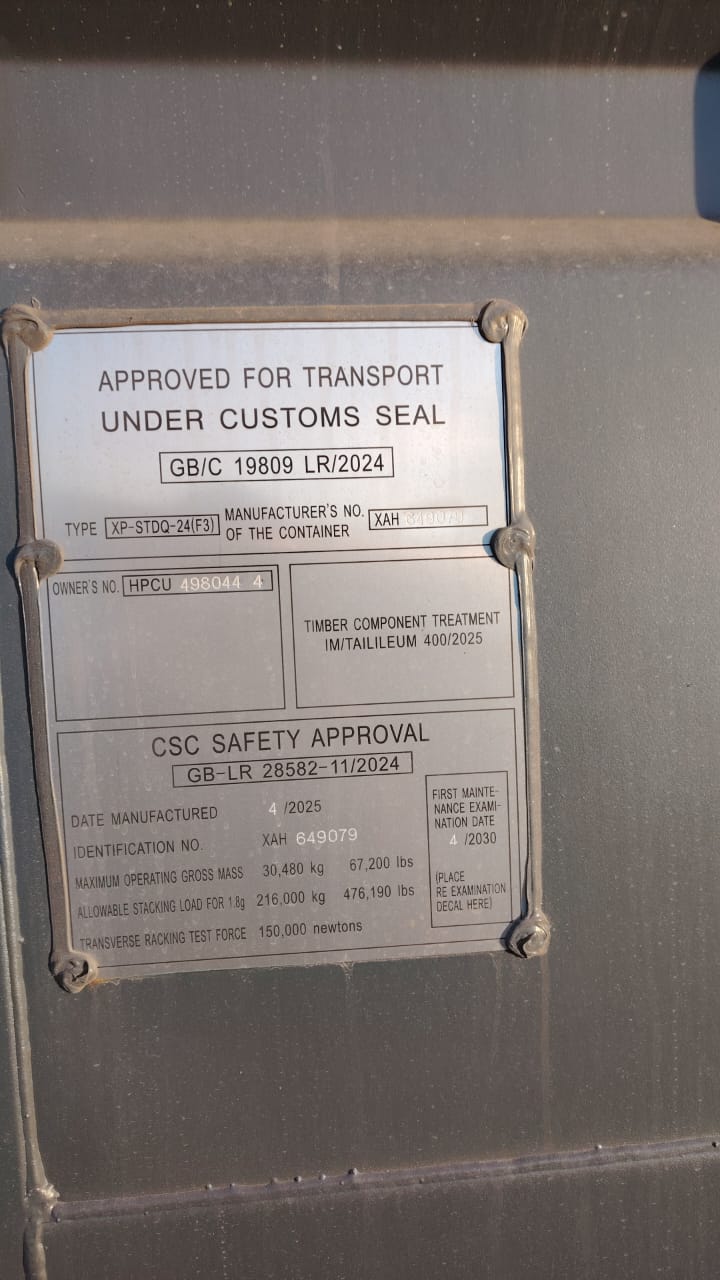 APPROVED FOR TRANSPORT
UNDER CUSTOMS SEAL
GB/C 19809 LR/2024
TYPE XP-STDQ-24(F3) MANUFACTURER'S NO. OF THE CONTAINER XAH 649079
OWNER'S NO. HPCU 498044 4
TIMBER COMPONENT TREATMENT
IM/TAILILEUM 400/2025
CSC SAFETY APPROVAL
GB-LR 28582-11/2024
DATE MANUFACTURED 4 /2025
IDENTIFICATION NO. XAH 649079
MAXIMUM OPERATING GROSS MASS 30,480 kg 67,200 lbs
ALLOWABLE STACKING LOAD FOR 1.8g 216,000 kg 476,190 lbs
TRANSVERSE RACKING TEST FORCE 150,000 newtons
FIRST MAINTE-
NANCE EXAMI-
NATION DATE
4 /2030
(PLACE
RE EXAMINATION
DECAL HERE)